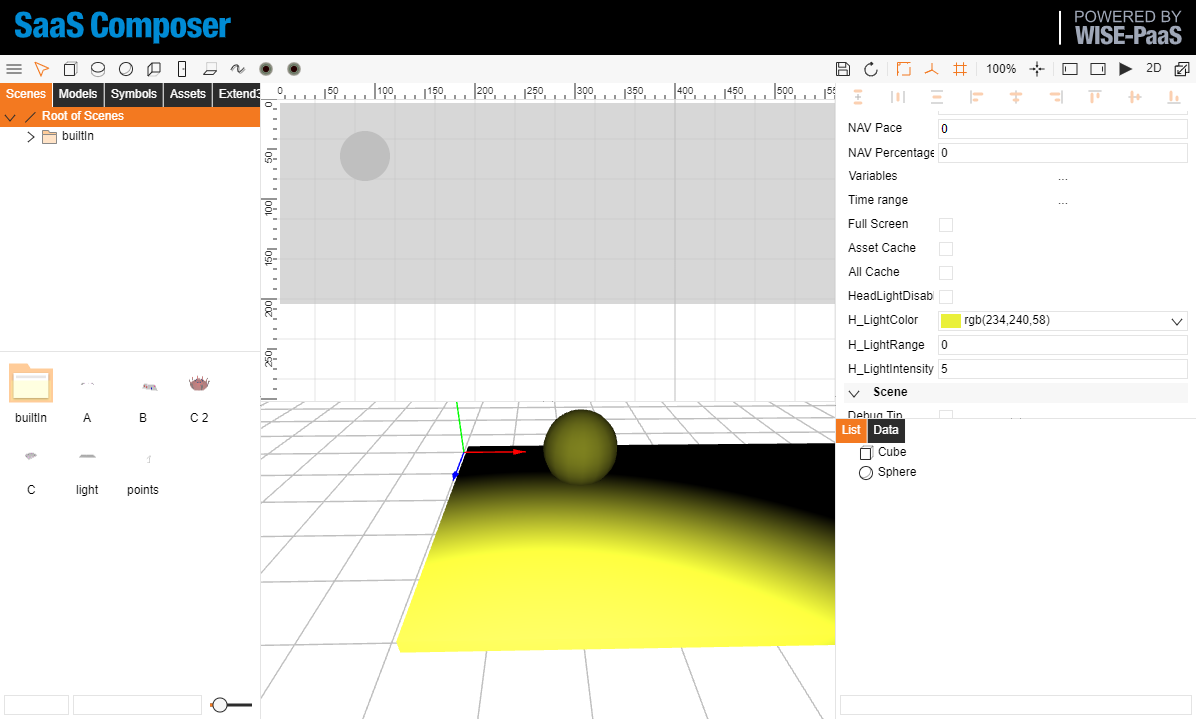 SaaS Composer
POWERED BY
WISE-PaaS
100%
2D
Scenes
Models
Symbols
Assets
Extend3
Root of Scenes
builtIn
0
50
100
150
200
250
300
350
400
450
500
0
50
100
150
200
250
builtIn
A
B
C 2
C
light
points
NAV Pace
0
NAV Percentage
0
Variables
...
Time range
...
Full Screen
Asset Cache
All Cache
HeadLightDisabl
H_LightColor
rgb(234,240,58)
H_LightRange
0
H_LightIntensity
5
Scene
Debug Tip
List
Data
Cube
Sphere